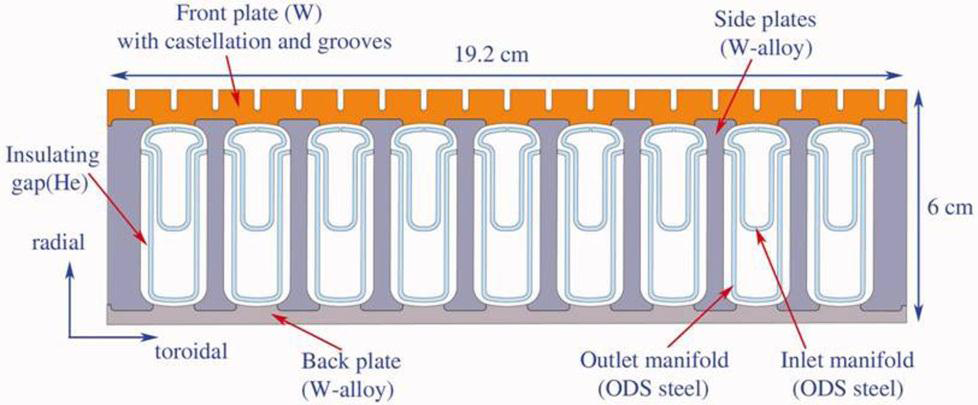 Front plate (W)
with castellation and grooves
Side plates
(W-alloy)
19.2 cm
Insulating
gap(He)
6 cm
radial
toroidal
Back plate
(W-alloy)
Outlet manifold
(ODS steel)
Inlet manifold
(ODS steel)